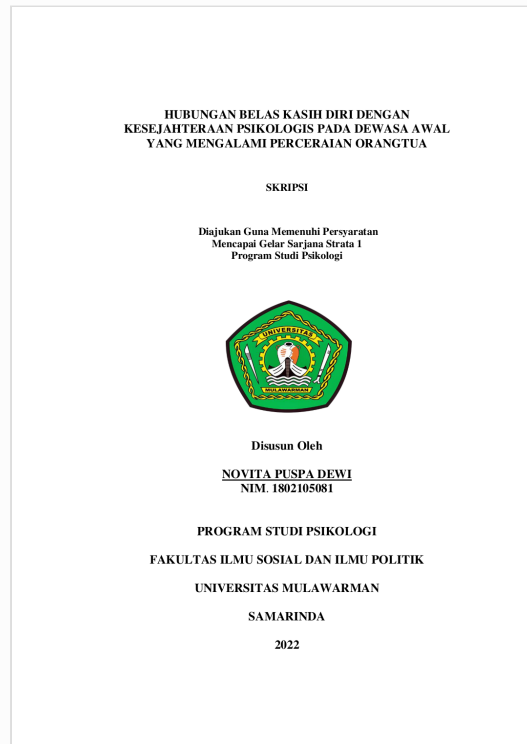 HUBUNGAN BELAS KASIH DIRI DENGAN
KESEJAHTERAAN PSIKOLOGIS PADA DEWASA AWAL
YANG MENGALAMI PERCERAIAN ORANGTUA
SKRIPSI
Diajukan Guna Memenuhi Persyaratan
Mencapai Gelar Sarjana Strata 1
Program Studi Psikologi
UNIVERSITAS
MULAWARMAN
Disusun Oleh
NOVITA PUSPA DEWI
NIM. 1802105081
PROGRAM STUDI PSIKOLOGI
FAKULTAS ILMU SOSIAL DAN ILMU POLITIK
UNIVERSITAS MULAWARMAN
SAMARINDA
2022